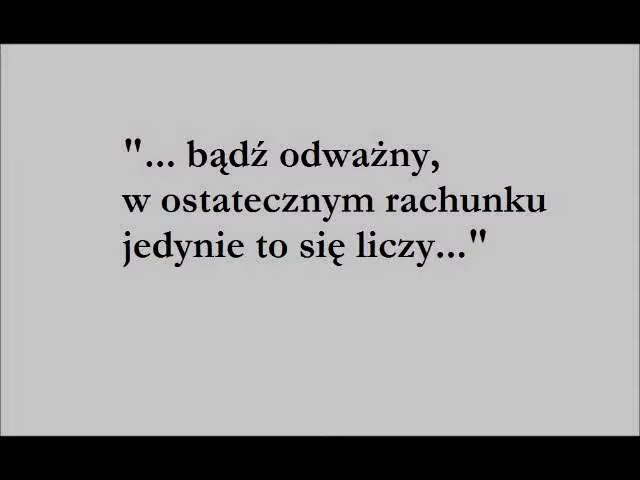 "... bądź odważny,
w ostatecznym rachunku
jedynie to się liczy..."